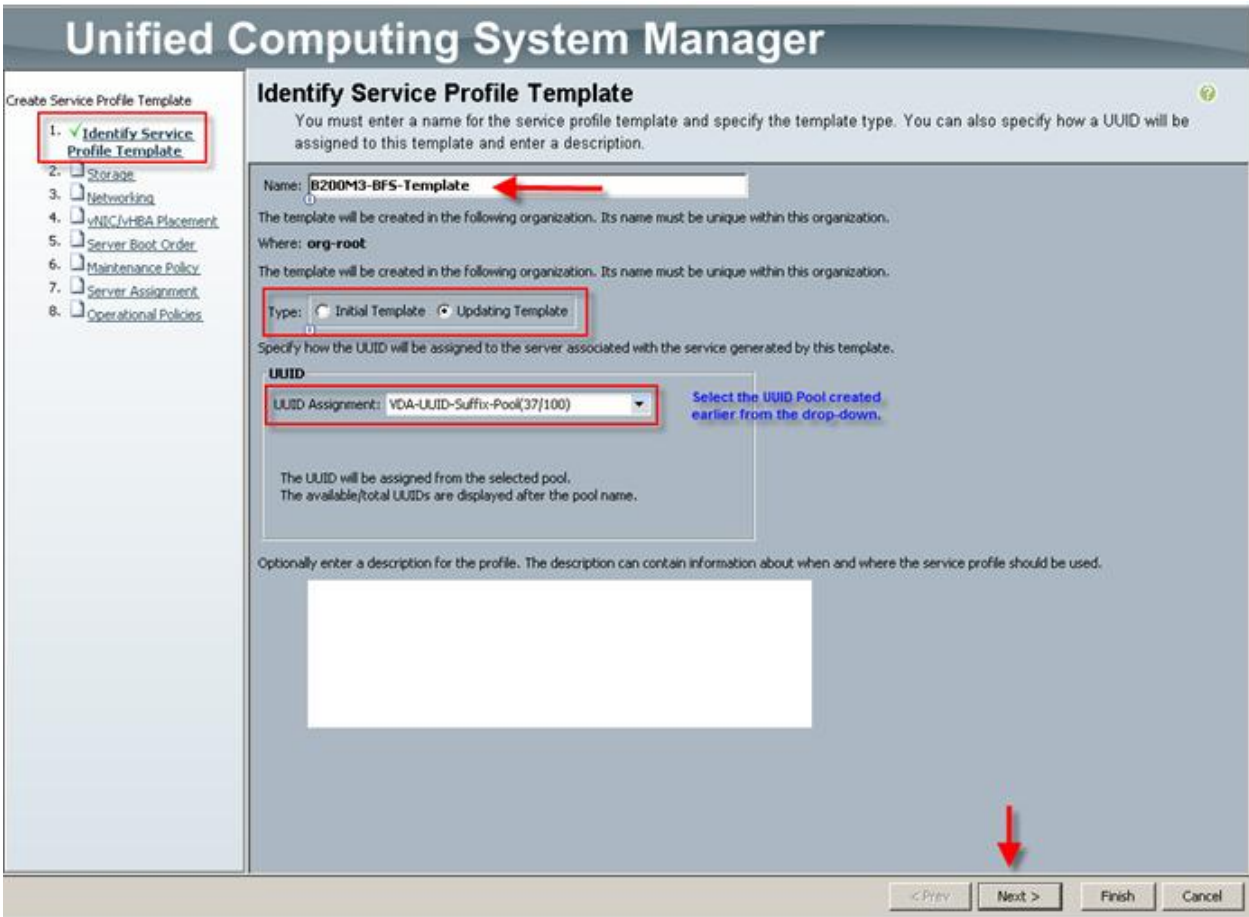 Unified Computing System Manager
Create Service Profile Template
1. Identify Service
Profile Template
2. Storage
3. Networking
4. vNIC/vHBA Placement
5. Server Boot Order
6. Maintenance Policy
7. Server Assignment
8. Operational Policies
Identify Service Profile Template
You must enter a name for the service profile template and specify the template type. You can also specify how a UUID will be
assigned to this template and enter a description.
Name: B200M3-BFS-Template
The template will be created in the following organization. Its name must be unique within this organization.
Where: org-root
The template will be created in the following organization. Its name must be unique within this organization.
Type: Initial Template Updating Template
Specify how the UUID will be assigned to the server associated with the service generated by this template.
UUID
UUID Assignment: VDA-UUID-Suffix-Pool(37/100)
Select the UUID Pool created
earlier from the drop-down.
The UUID will be assigned from the selected pool.
The available/total UUIDs are displayed after the pool name.
Optionally enter a description for the profile. The description can contain information about when and where the service profile should be used.
< Prev Next > Finish Cancel